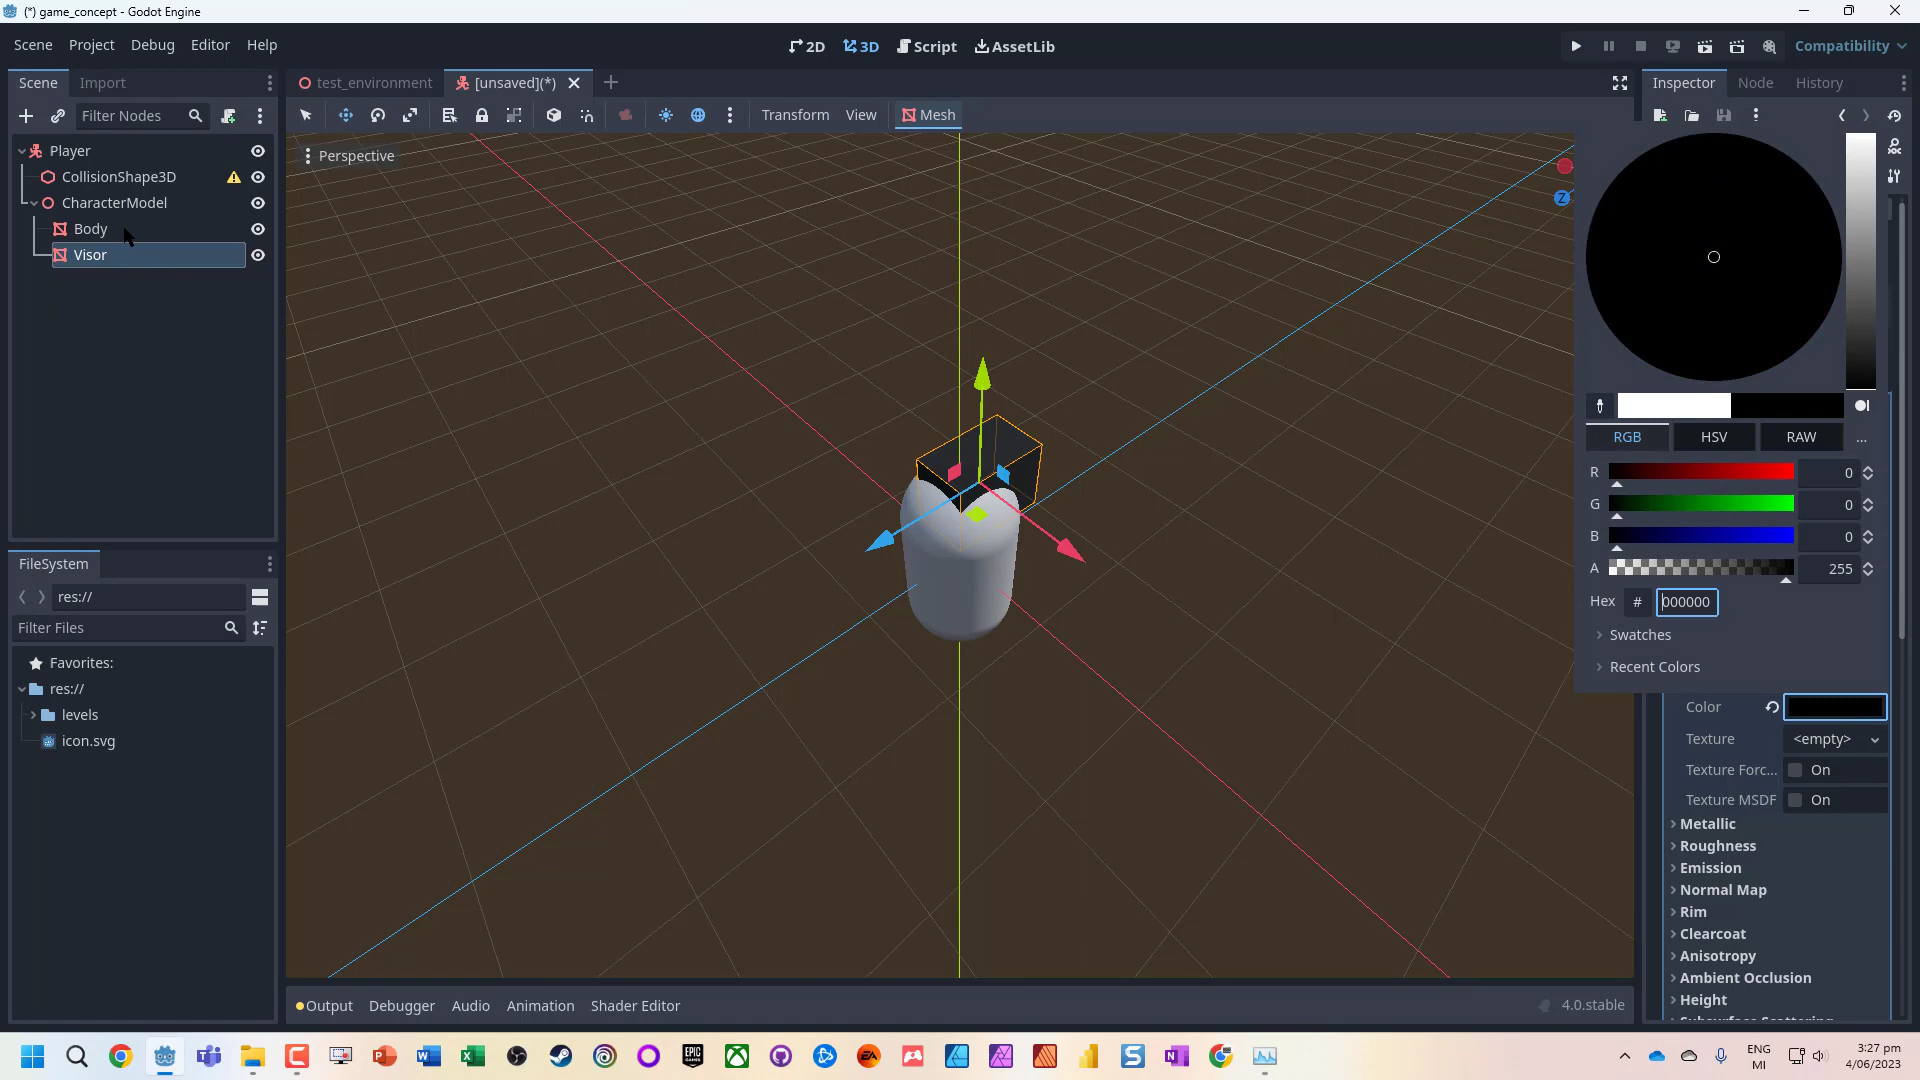 (*) game_concept - Godot Engine
Scene Project Debug Editor Help
2D 3D Script AssetLib
Compatibility
Scene Import
test_environment [unsaved](*)
Inspector Node History
Filter Nodes
Transform View Mesh
Player
CollisionShape3D
CharacterModel
Body
Visor
Perspective
Z
RGB HSV RAW ...
R 0
G 0
B 0
A 255
Hex # 000000
Swatches
Recent Colors
Color
Texture <empty>
Texture Forc... On
Texture MSDF On
Metallic
Roughness
Emission
Normal Map
Rim
Clearcoat
Anisotropy
Ambient Occlusion
Height
Subsurface Scattering
FileSystem
res://
Filter Files
Favorites:
res://
levels
icon.svg
Output Debugger Audio Animation Shader Editor
4.0.stable
ENG
MI
3:27 pm
4/06/2023